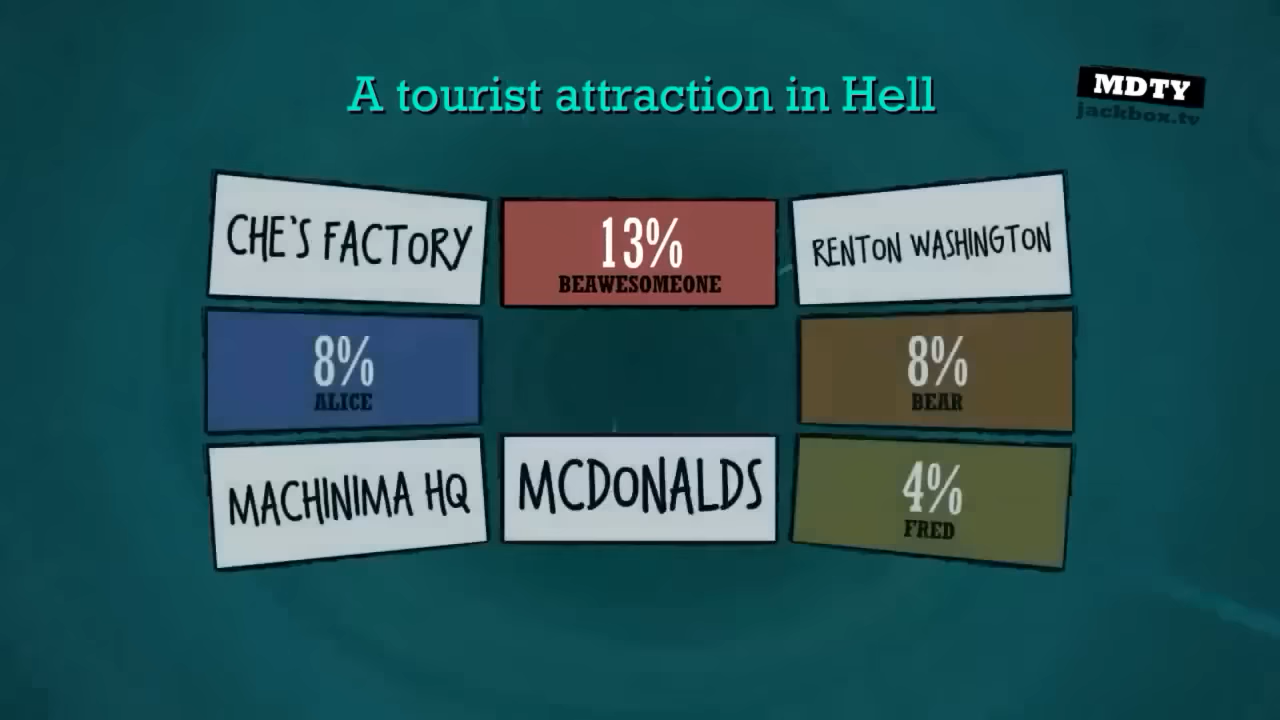 A tourist attraction in Hell
MDTY
jackbox.tv
CHE'S FACTORY
13%
BEAWESOMEONE
RENTON WASHINGTON
8%
ALICE
8%
BEAR
MACHINIMA HQ
MCDONALDS
4%
FRED